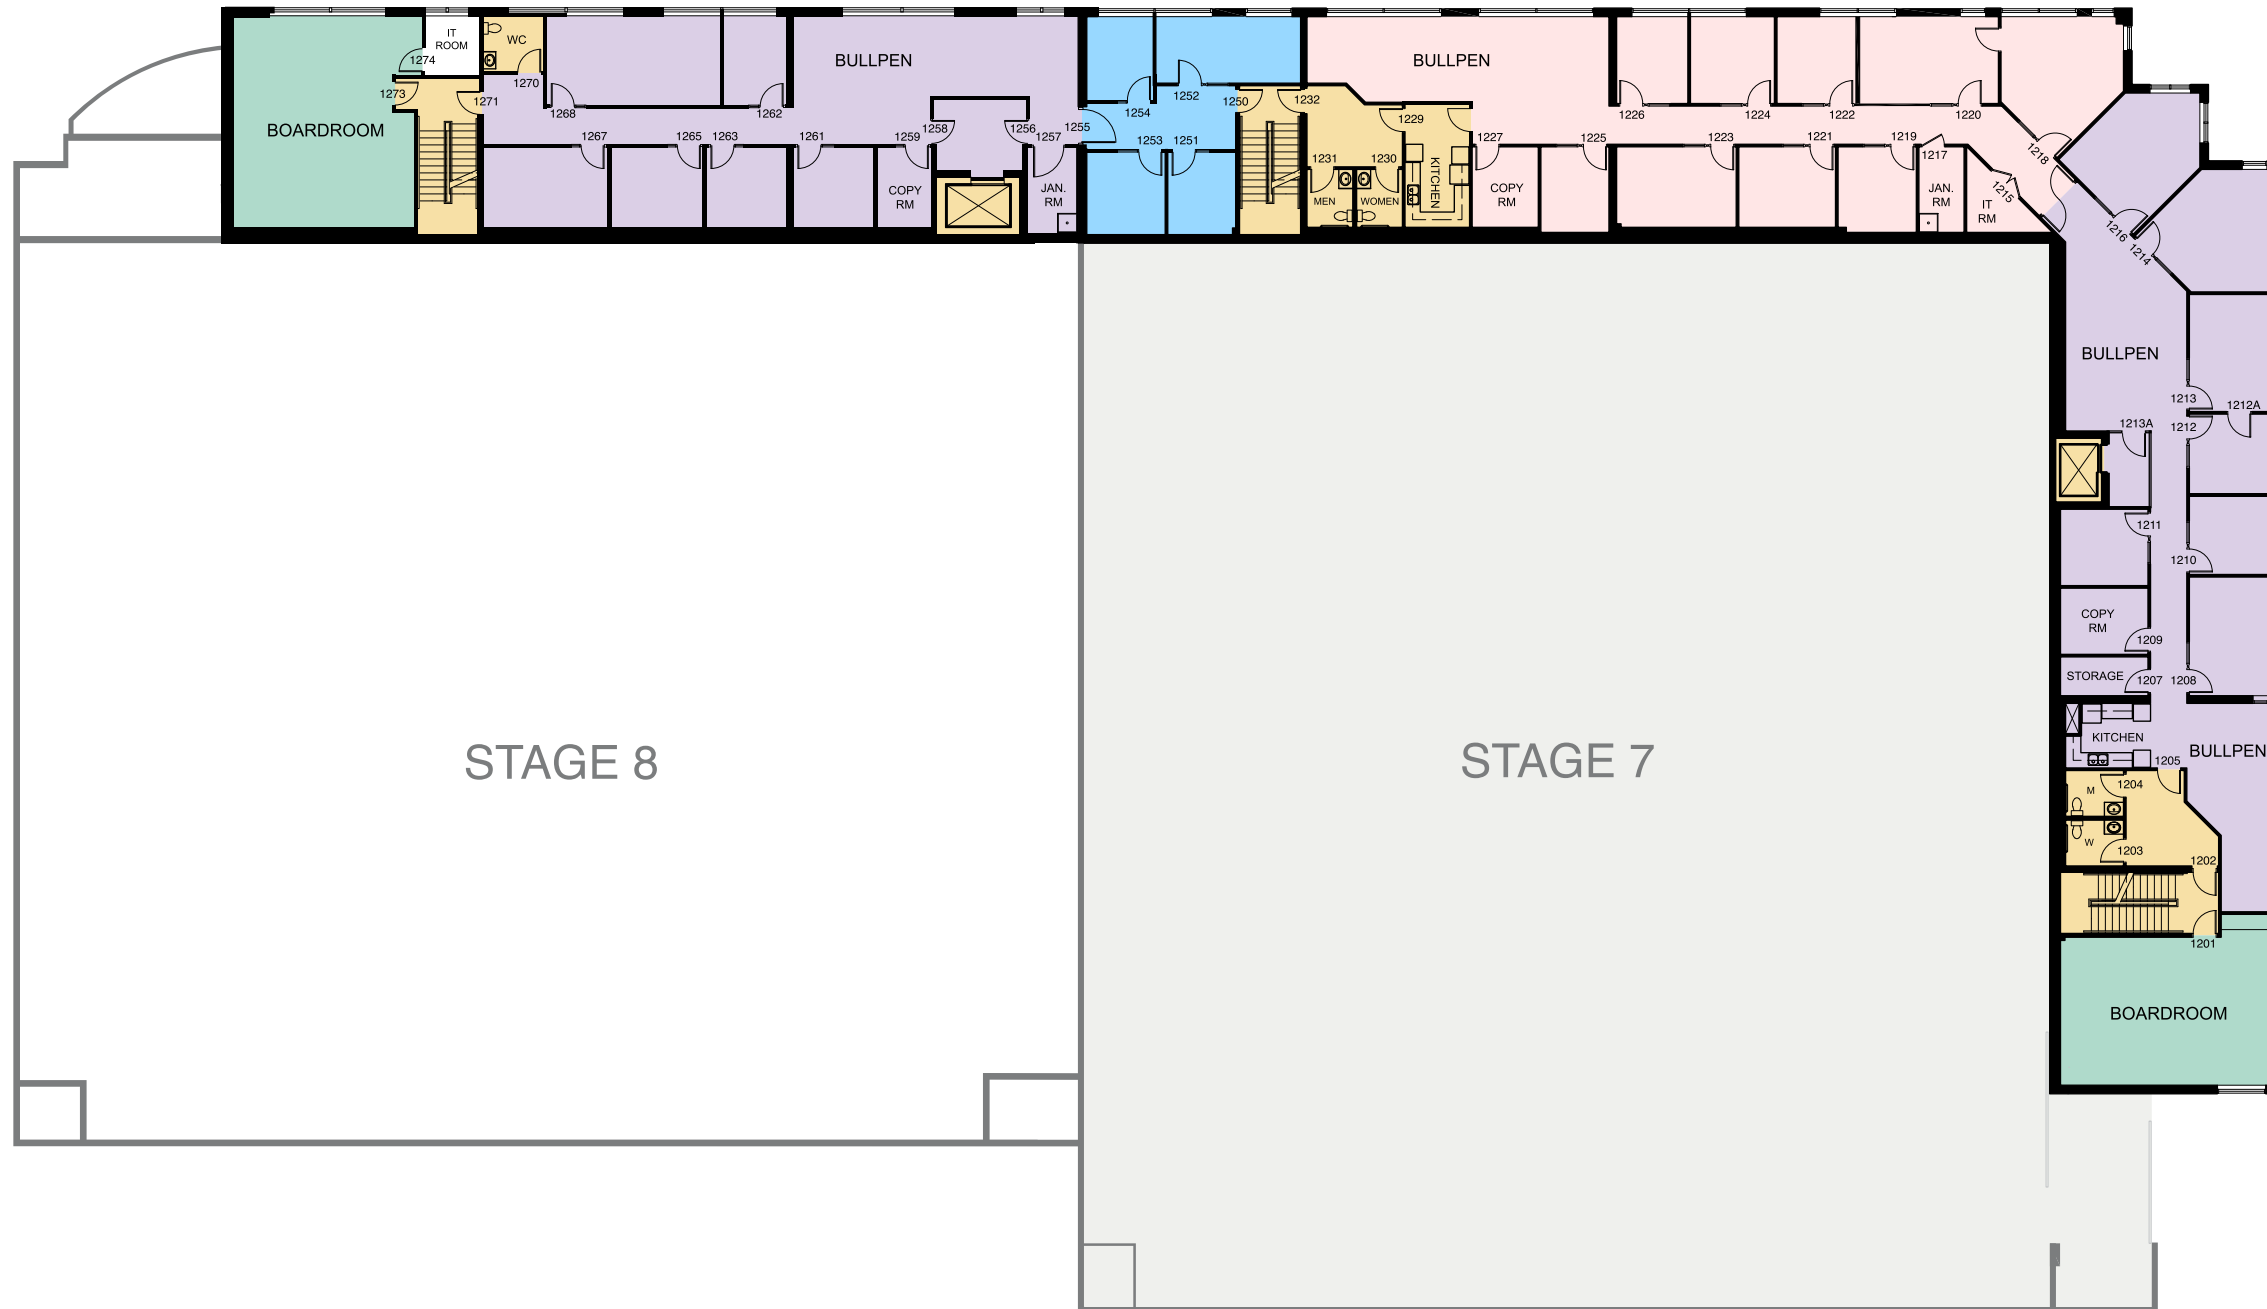 IT
ROOM
1274
WC
1270
1273
1271
BOARDROOM
1268
1267
1265
1263
1262
1261
BULLPEN
1259
1258
1256
1257
1255
COPY
RM
JAN.
RM
1254
1252
1253
1251
1250
1232
1229
1231
1230
MEN
WOMEN
KITCHEN
BULLPEN
1227
COPY
RM
1225
1226
1223
1224
1221
1222
1219
1220
1217
JAN.
RM
IT
RM
1215
1218
1216
1214
BULLPEN
1213
1212A
1213A
1212
1211
1210
COPY
RM
1209
STORAGE
1207
1208
KITCHEN
BULLPEN
1205
M
1204
W
1203
1202
1201
BOARDROOM
STAGE 8
STAGE 7